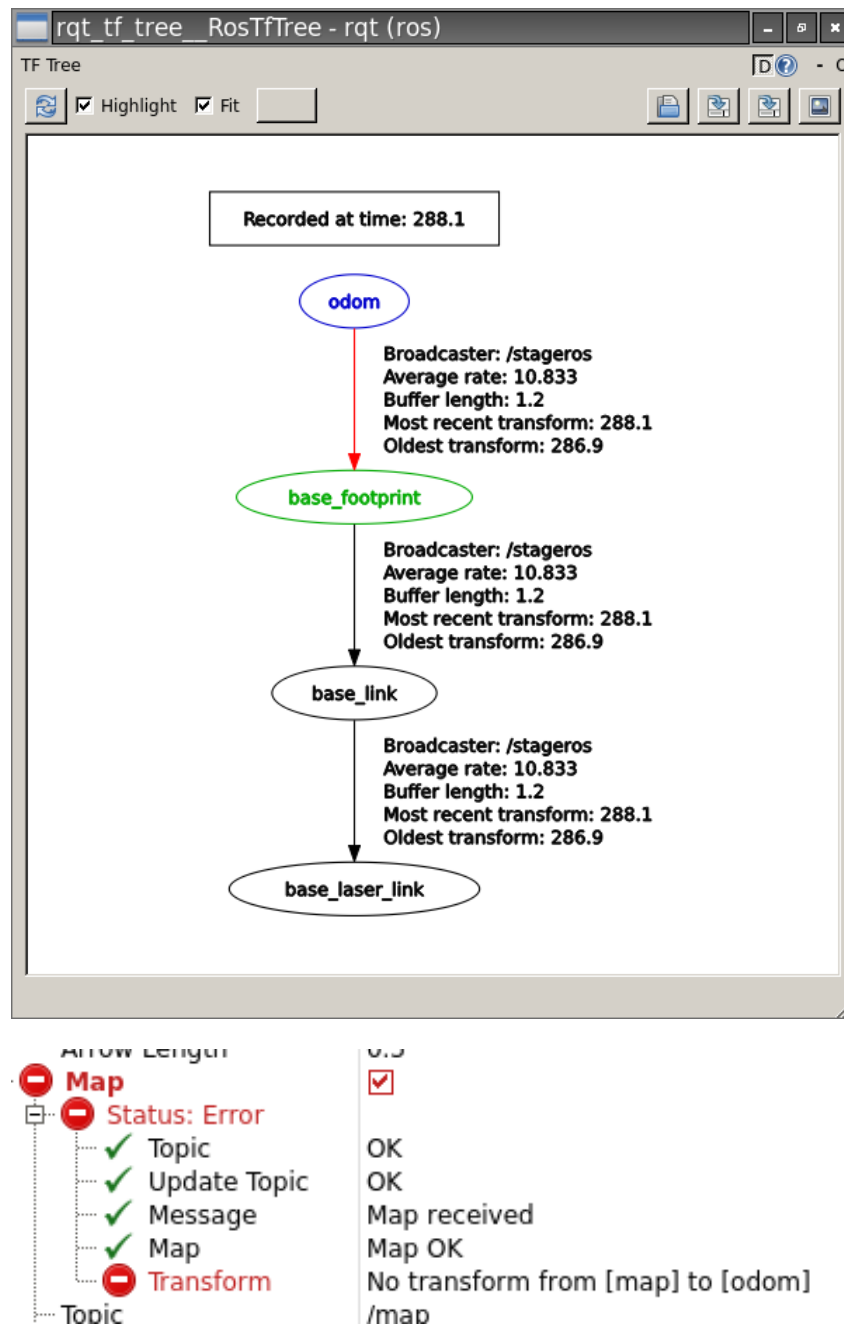 rqt_tf_tree__RosTfTree - rqt (ros)
TF Tree
D ? - O
Highlight Fit
Recorded at time: 288.1
odom
Broadcaster: /stageros
Average rate: 10.833
Buffer length: 1.2
Most recent transform: 288.1
Oldest transform: 286.9
base_footprint
Broadcaster: /stageros
Average rate: 10.833
Buffer length: 1.2
Most recent transform: 288.1
Oldest transform: 286.9
base_link
Broadcaster: /stageros
Average rate: 10.833
Buffer length: 1.2
Most recent transform: 288.1
Oldest transform: 286.9
base_laser_link
Arrow Length 0.5
Map
Status: Error
Topic OK
Update Topic OK
Message Map received
Map Map OK
Transform No transform from [map] to [odom]
Topic /map